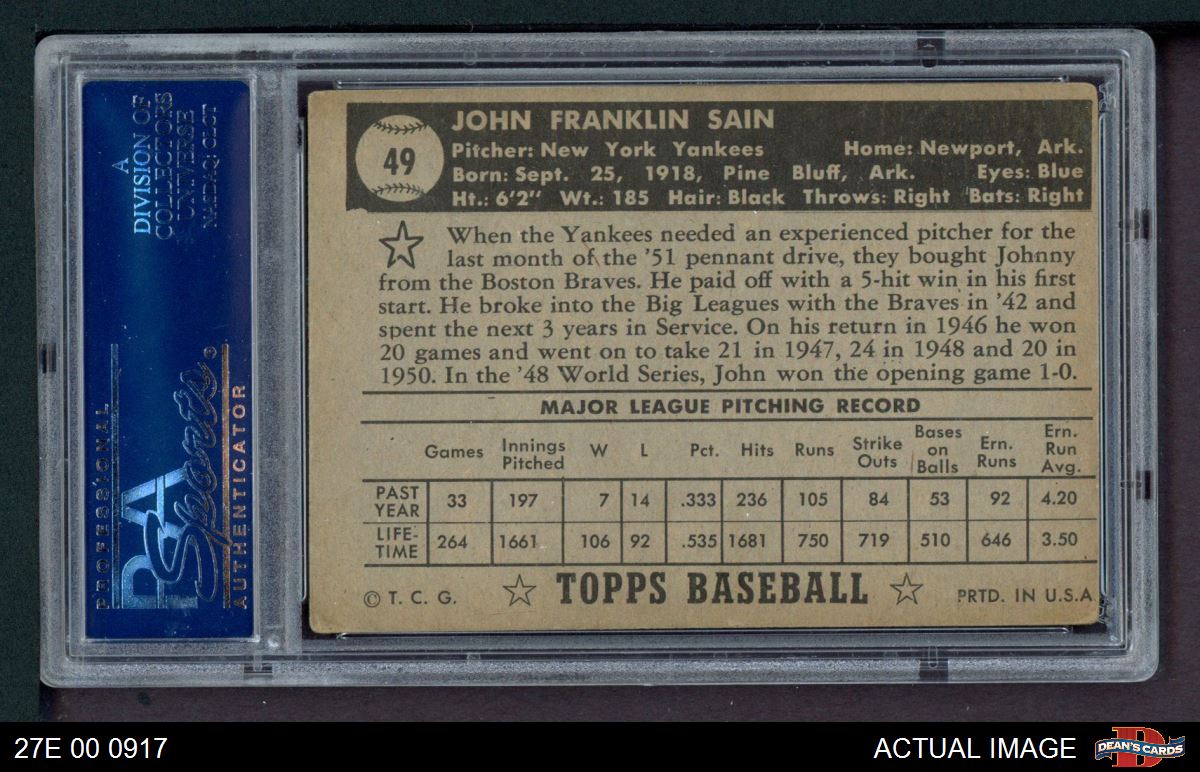 A
DIVISION OF
COLLECTORS
UNIVERSE
NASDAQ: CLCT
PROFESSIONAL
PSA
Sports
AUTHENTICATOR
49
JOHN FRANKLIN SAIN
Pitcher: New York Yankees Home: Newport, Ark.
Born: Sept. 25, 1918, Pine Bluff, Ark. Eyes: Blue
Ht.: 6'2" Wt.: 185 Hair: Black Throws: Right Bats: Right
When the Yankees needed an experienced pitcher for the
last month of the '51 pennant drive, they bought Johnny
from the Boston Braves. He paid off with a 5-hit win in his first
start. He broke into the Big Leagues with the Braves in '42 and
spent the next 3 years in Service. On his return in 1946 he won
20 games and went on to take 21 in 1947, 24 in 1948 and 20 in
1950. In the '48 World Series, John won the opening game 1-0.
MAJOR LEAGUE PITCHING RECORD
Games Innings Pitched W L Pct. Hits Runs Strike Outs Bases on Balls Ern. Runs Ern. Run Avg.
PAST YEAR 33 197 7 14 .333 236 105 84 53 92 4.20
LIFE-TIME 264 1661 106 92 .535 1681 750 719 510 646 3.50
© T. C. G. TOPPS BASEBALL PRTD. IN U.S.A.
27E 00 0917
ACTUAL IMAGE
D
DEAN'S CARDS